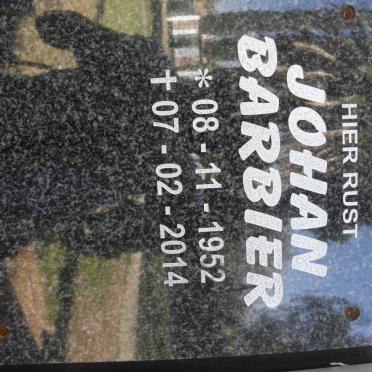 HIER RUST
JOHAN
BARBIER
* 08 - 11 - 1952
✝ 07 - 02 - 2014